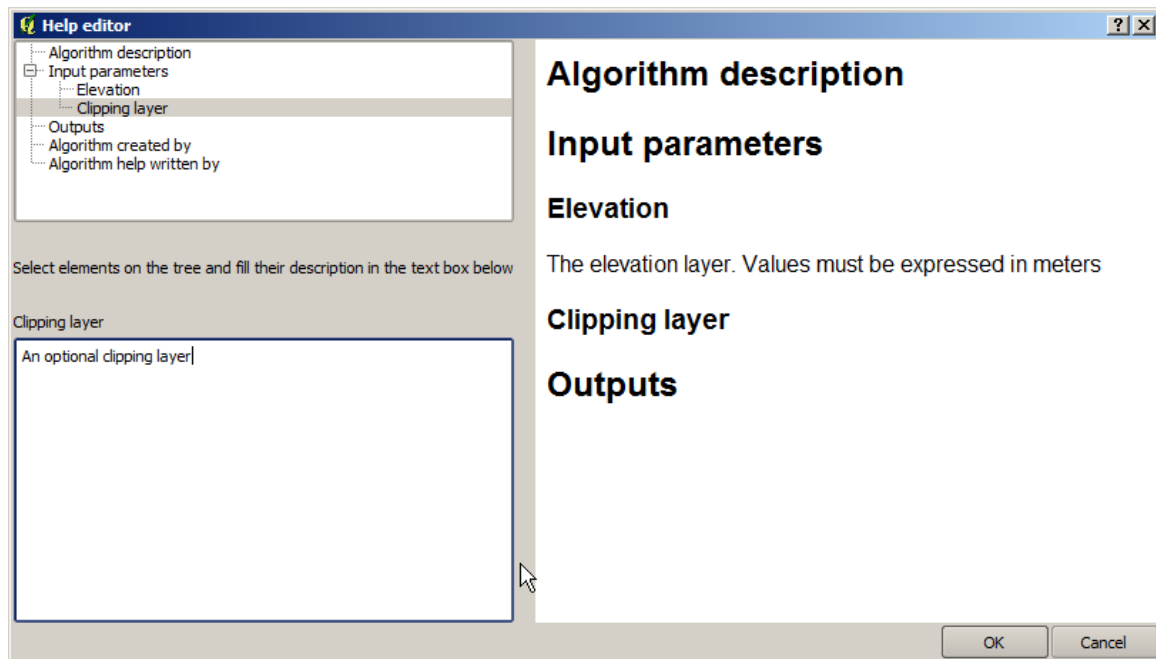 Help editor
Algorithm description
Input parameters
Elevation
Clipping layer
Outputs
Algorithm created by
Algorithm help written by
Select elements on the tree and fill their description in the text box below
Clipping layer
An optional clipping layer
Algorithm description
Input parameters
Elevation
The elevation layer. Values must be expressed in meters
Clipping layer
Outputs
OK
Cancel